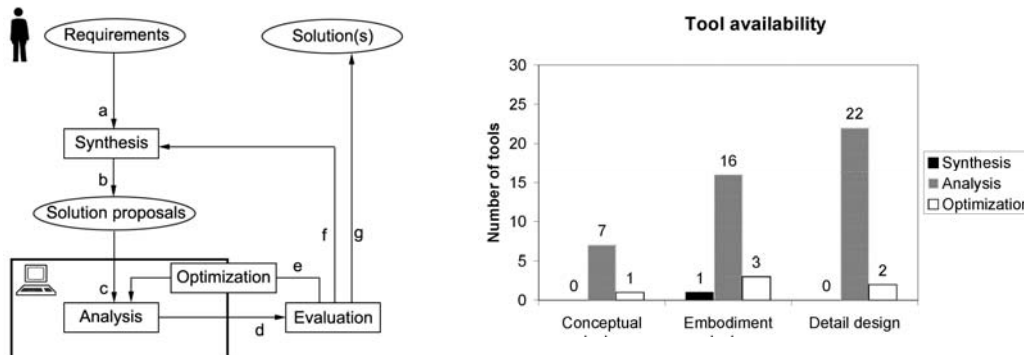 Requirements
Solution(s)
a
Synthesis
b
Solution proposals
f
g
Optimization
e
c
Analysis
d
Evaluation
Tool availability
Number of tools
30
25
20
15
10
5
0
0
7
1
1
16
3
0
22
2
Conceptual
Embodiment
Detail design
Synthesis
Analysis
Optimization